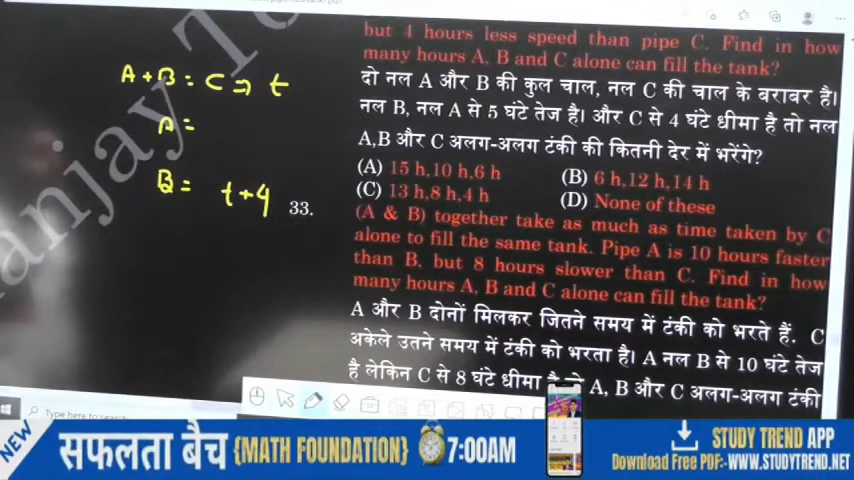 but 4 hours less speed than pipe C. Find in how
many hours A, B and C alone can fill the tank?
दो नल A और B की कुल चाल, नल C की चाल के बराबर है।
नल B, नल A से 5 घंटे तेज है। और C से 4 घंटे धीमा है तो नल
A,B और C अलग-अलग टंकी की कितनी देर में भरेंगे?
(A) 15 h,10 h,6 h
(B) 6 h,12 h,14 h
(C) 13 h,8 h,4 h
(D) None of these
A + B = C ⇒ t
A =
B = t + 4
33.
(A & B) together take as much as time taken by C
alone to fill the same tank. Pipe A is 10 hours faster
than B, but 8 hours slower than C. Find in how
many hours A, B and C alone can fill the tank?
A और B दोनों मिलकर जितने समय में टंकी को भरते हैं. C
अकेले उतने समय में टंकी को भरता है। A नल B से 10 घंटे तेज
है लेकिन C से 8 घंटे धीमा है A, B और C अलग-अलग टंकी
anjay
Type here to search
NEW
सफलता बैच {MATH FOUNDATION} 7:00AM
STUDY TREND APP
Download Free PDF:-WWW.STUDYTREND.NET